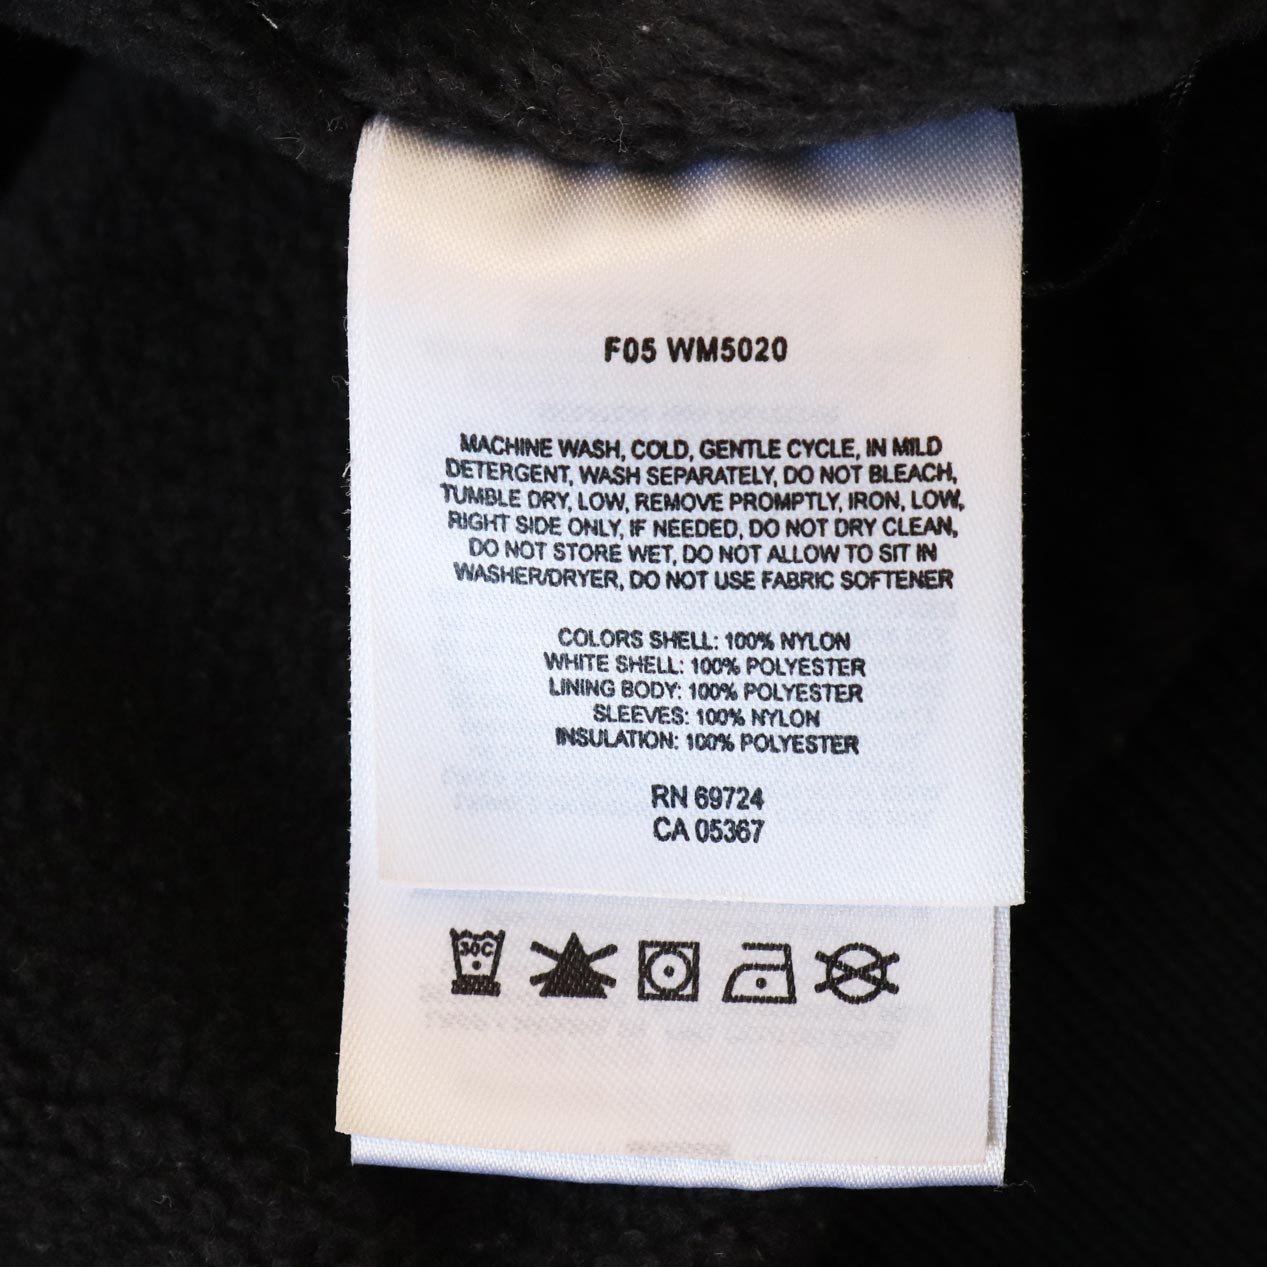 F05 WM5020
MACHINE WASH, COLD, GENTLE CYCLE, IN MILD
DETERGENT, WASH SEPARATELY, DO NOT BLEACH,
TUMBLE DRY, LOW, REMOVE PROMPTLY, IRON, LOW,
RIGHT SIDE ONLY, IF NEEDED, DO NOT DRY CLEAN,
DO NOT STORE WET, DO NOT ALLOW TO SIT IN
WASHER/DRYER, DO NOT USE FABRIC SOFTENER
COLORS SHELL: 100% NYLON
WHITE SHELL: 100% POLYESTER
LINING BODY: 100% POLYESTER
SLEEVES: 100% NYLON
INSULATION: 100% POLYESTER
RN 69724
CA 05367
30C